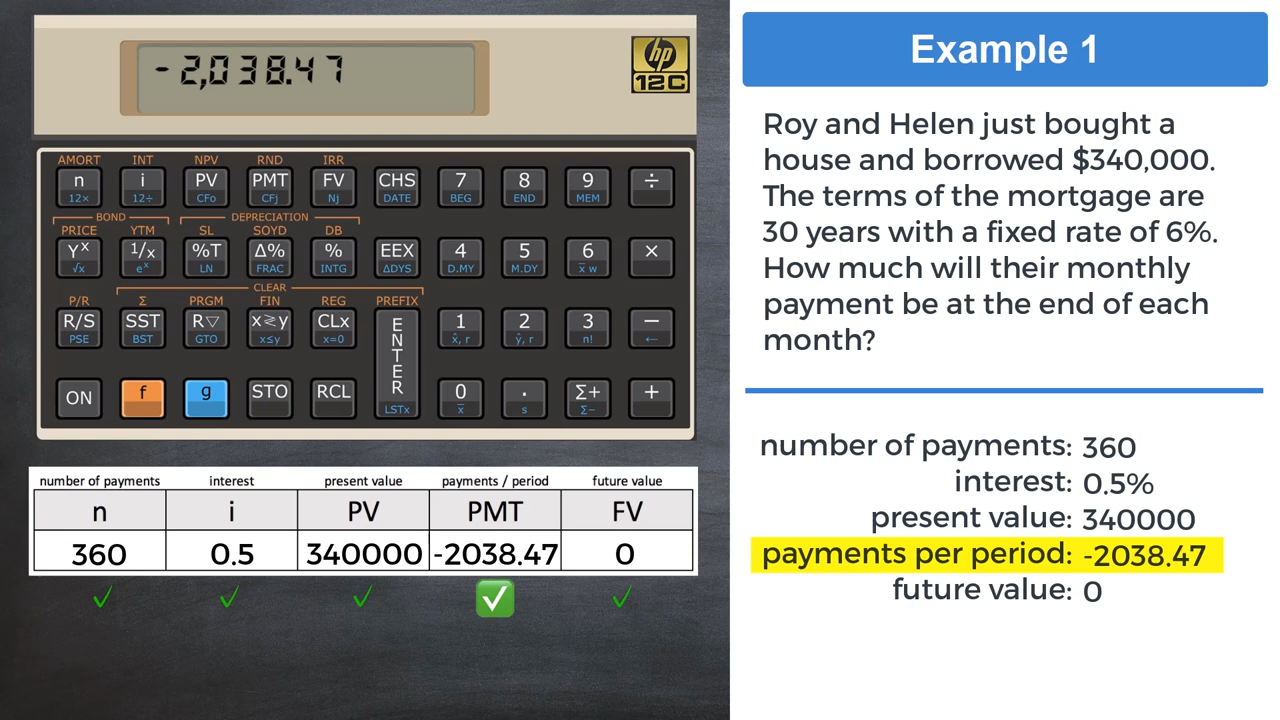 -2,038.47
hp
12C
AMORT INT NPV RND IRR
n i PV PMT FV CHS 7 8 9 ÷
12× 12÷ CFo CFj Nj DATE BEG END MEM
BOND DEPRECIATION
PRICE YTM SL SOYD DB
Yˣ 1/x %T Δ% % EEX 4 5 6 ×
√x eˣ LN FRAC INTG ΔDYS D.MY M.DY x̅ w
CLEAR
P/R Σ PRGM FIN REG PREFIX
R/S SST R▽ x≷y CLx ENTER 1 2 3 −
PSE BST GTO x≤y x=0 x̂, r ŷ, r n! ←
ON f g STO RCL 0 . Σ+ +
LSTx x̅ s Σ−
number of payments interest present value payments / period future value
n i PV PMT FV
360 0.5 340000 -2038.47 0
Example 1
Roy and Helen just bought a
house and borrowed $340,000.
The terms of the mortgage are
30 years with a fixed rate of 6%.
How much will their monthly
payment be at the end of each
month?
number of payments: 360
interest: 0.5%
present value: 340000
payments per period: -2038.47
future value: 0